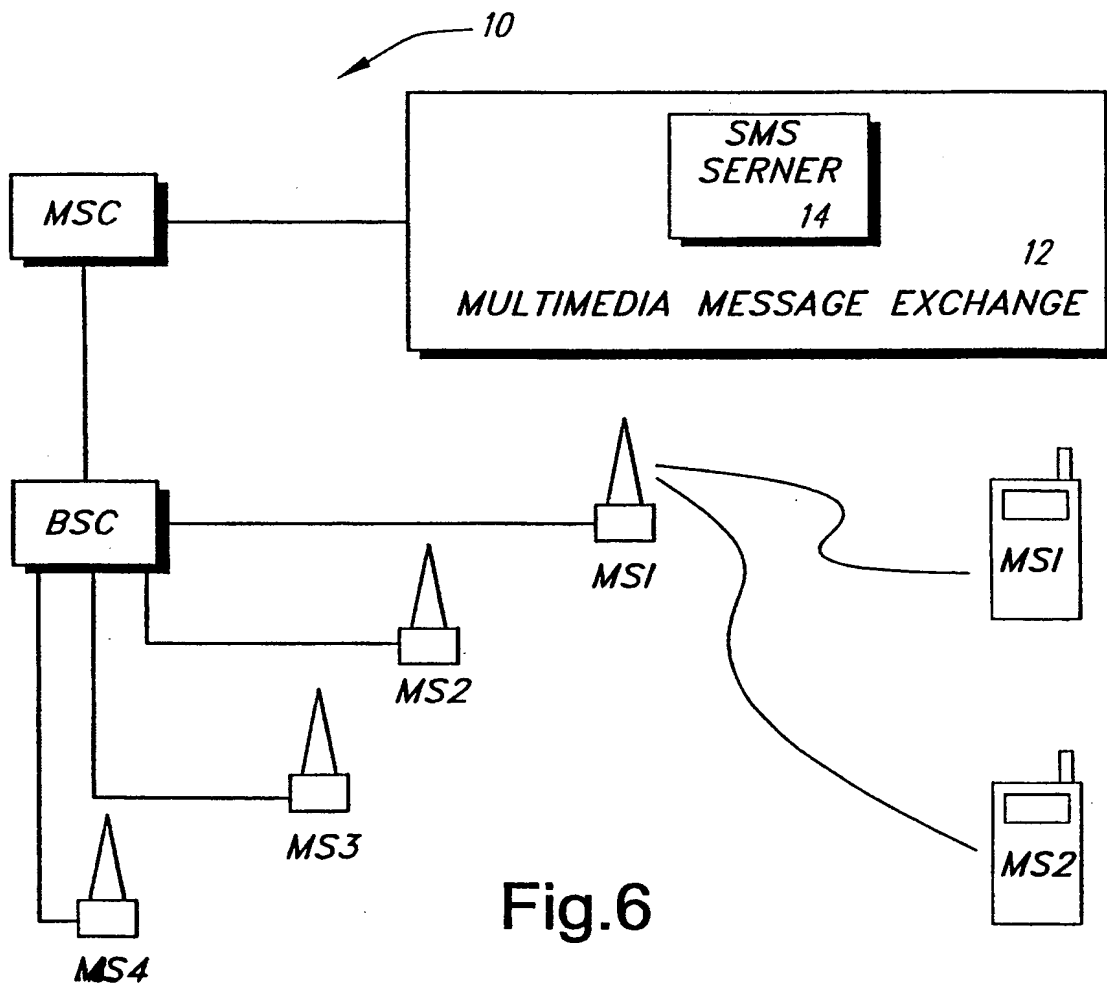 10
SMS
SERNER
14
MSC
12
MULTIMEDIA MESSAGE EXCHANGE
BSC
MS1
MS1
MS2
MS3
MS2
Fig.6
MS4